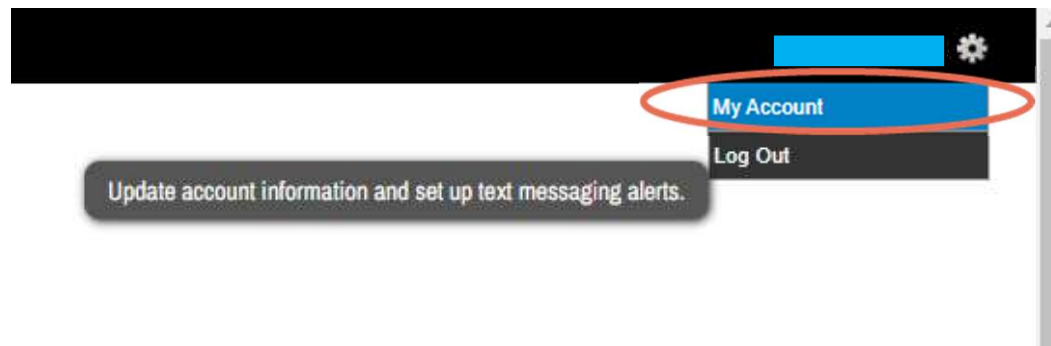 My Account
Log Out
Update account information and set up text messaging alerts.